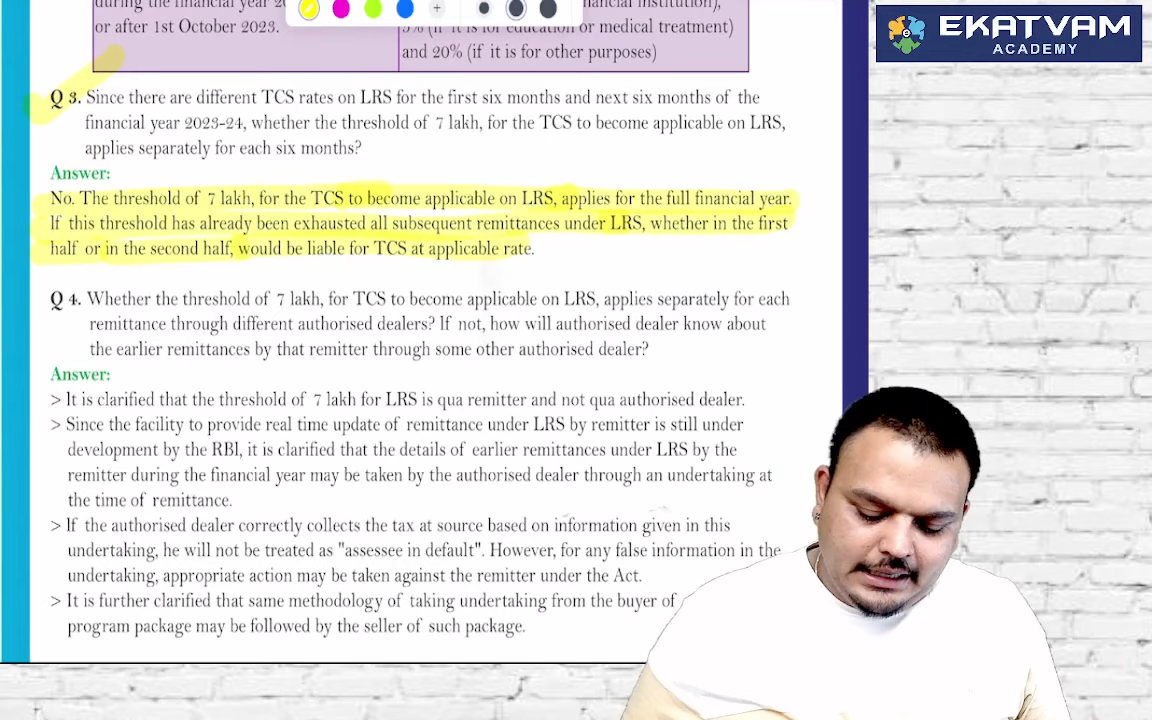 during the financial year
or after 1st October 2023.
financial institution),
5% (if it is for education or medical treatment)
and 20% (if it is for other purposes)
EKATVAM
ACADEMY
Q 3. Since there are different TCS rates on LRS for the first six months and next six months of the
financial year 2023-24, whether the threshold of 7 lakh, for the TCS to become applicable on LRS,
applies separately for each six months?
Answer:
No. The threshold of 7 lakh, for the TCS to become applicable on LRS, applies for the full financial year.
If this threshold has already been exhausted all subsequent remittances under LRS, whether in the first
half or in the second half, would be liable for TCS at applicable rate.
Q 4. Whether the threshold of 7 lakh, for TCS to become applicable on LRS, applies separately for each
remittance through different authorised dealers? If not, how will authorised dealer know about
the earlier remittances by that remitter through some other authorised dealer?
Answer:
> It is clarified that the threshold of 7 lakh for LRS is qua remitter and not qua authorised dealer.
> Since the facility to provide real time update of remittance under LRS by remitter is still under
development by the RBI, it is clarified that the details of earlier remittances under LRS by the
remitter during the financial year may be taken by the authorised dealer through an undertaking at
the time of remittance.
> If the authorised dealer correctly collects the tax at source based on information given in this
undertaking, he will not be treated as "assessee in default". However, for any false information in the
undertaking, appropriate action may be taken against the remitter under the Act.
> It is further clarified that same methodology of taking undertaking from the buyer of
program package may be followed by the seller of such package.